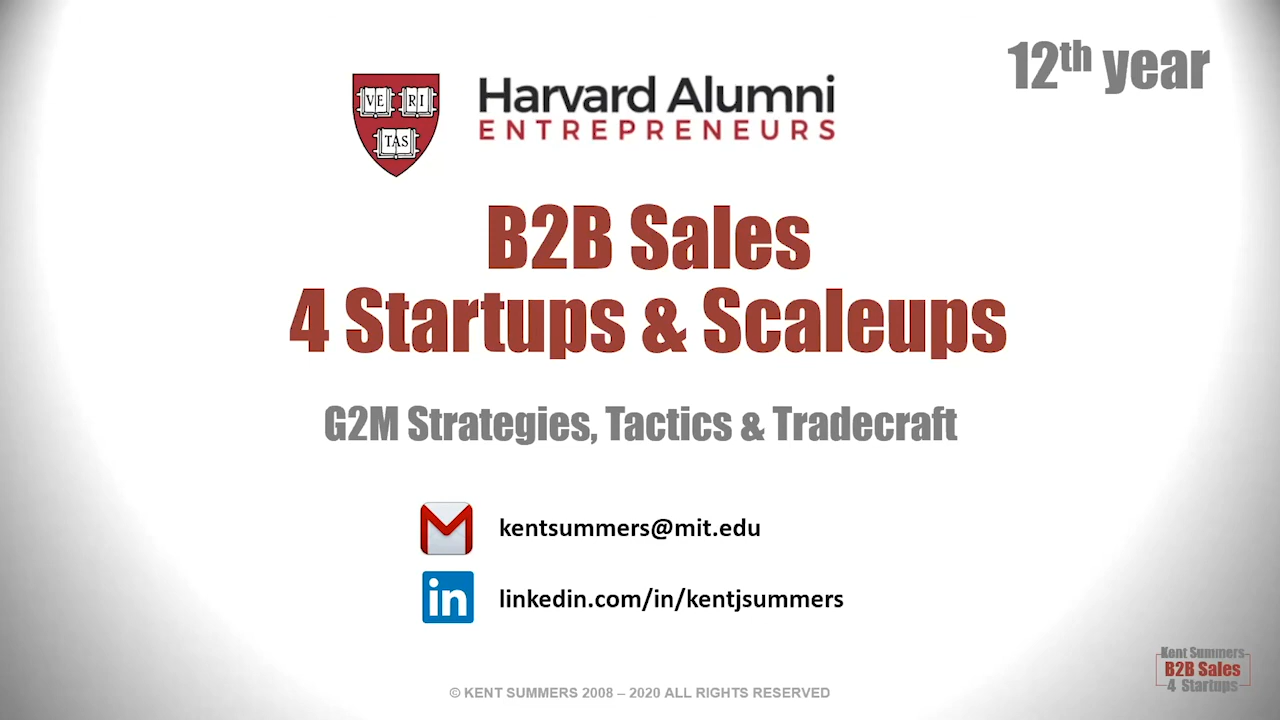 12th year
VE RI
TAS
Harvard Alumni
ENTREPRENEURS
B2B Sales
4 Startups & Scaleups
G2M Strategies, Tactics & Tradecraft
kentsummers@mit.edu
in
linkedin.com/in/kentjsummers
Kent Summers
B2B Sales
4 Startups
© KENT SUMMERS 2008 – 2020 ALL RIGHTS RESERVED